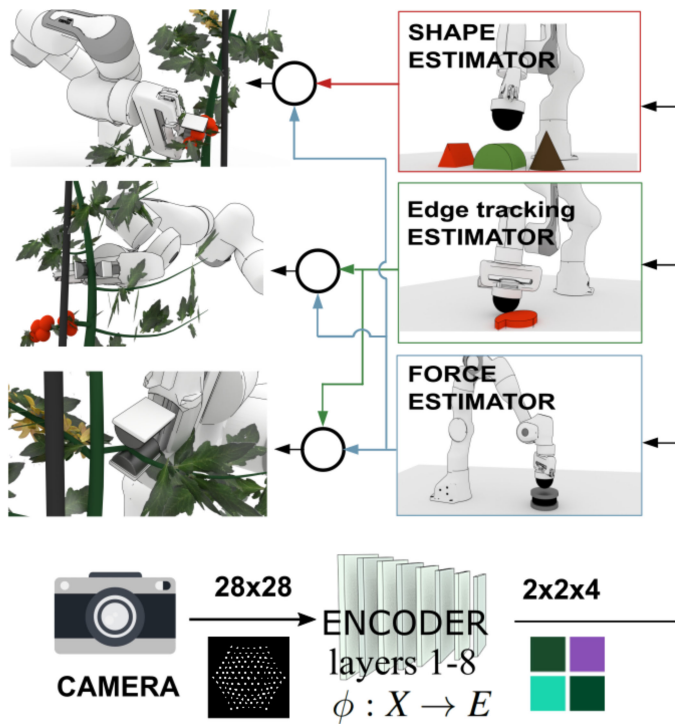 SHAPE
ESTIMATOR
Edge tracking
ESTIMATOR
FORCE
ESTIMATOR
28x28
2x2x4
ENCODER
layers 1-8
CAMERA
ϕ : X → E